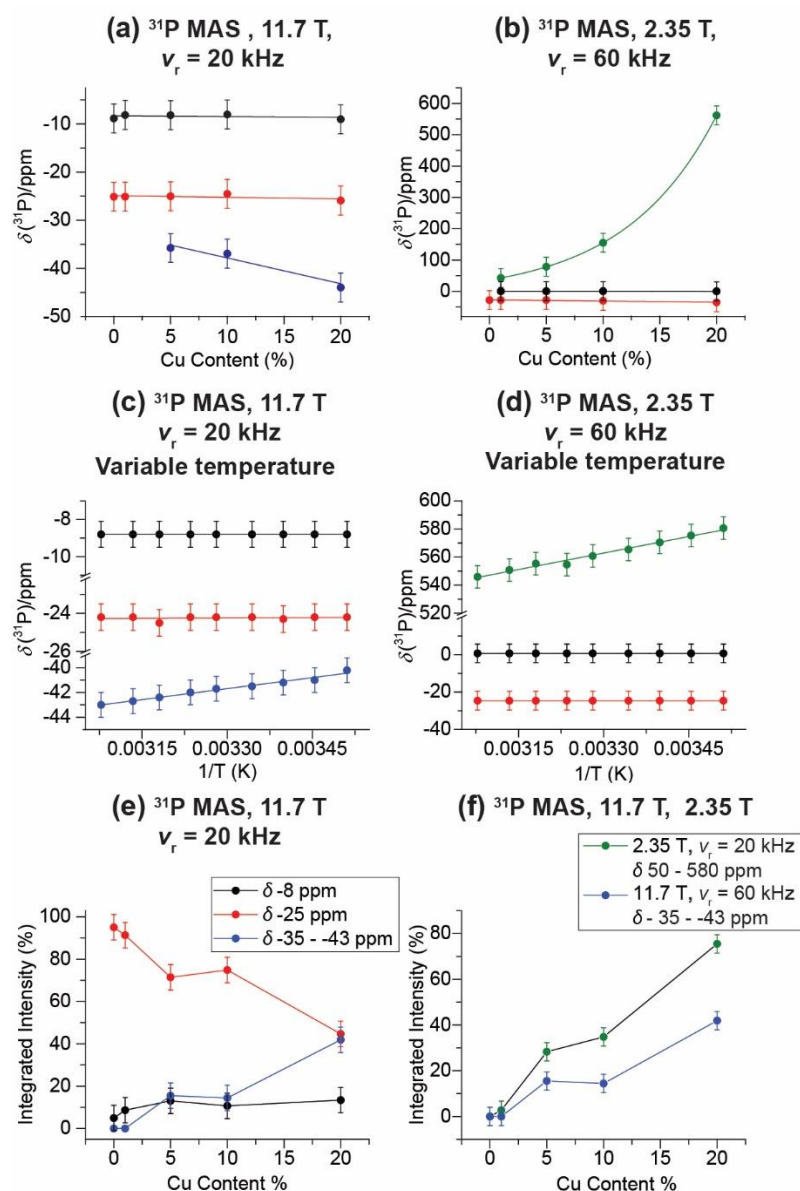 (a) ³¹P MAS , 11.7 T,
νr = 20 kHz
-10
-20
-30
-40
-50
δ(³¹P)/ppm
0 5 10 15 20
Cu Content (%)
(b) ³¹P MAS, 2.35 T,
νr = 60 kHz
600
500
400
300
200
100
0
δ(³¹P)/ppm
0 5 10 15 20
Cu Content (%)
(c) ³¹P MAS, 11.7 T
νr = 20 kHz
Variable temperature
-8
-9
-24
-26
-42
-44
δ(³¹P)/ppm
0.00315 0.00330 0.00345
1/T (K)
(d) ³¹P MAS, 2.35 T
νr = 60 kHz
Variable temperature
600
580
560
540
520
0
-20
-40
δ(³¹P)/ppm
0.00315 0.00330 0.00345
1/T (K)
(e) ³¹P MAS, 11.7 T
νr = 20 kHz
δ -8 ppm
δ -25 ppm
δ -35 - -43 ppm
100
80
60
40
20
0
Integrated Intensity (%)
0 5 10 15 20
Cu Content %
(f) ³¹P MAS, 11.7 T, 2.35 T
2.35 T, νr = 20 kHz
δ 50 - 580 ppm
11.7 T, νr = 60 kHz
δ - 35 - -43 ppm
80
60
40
20
0
Integrated Intensity (%)
0 5 10 15 20
Cu Content %